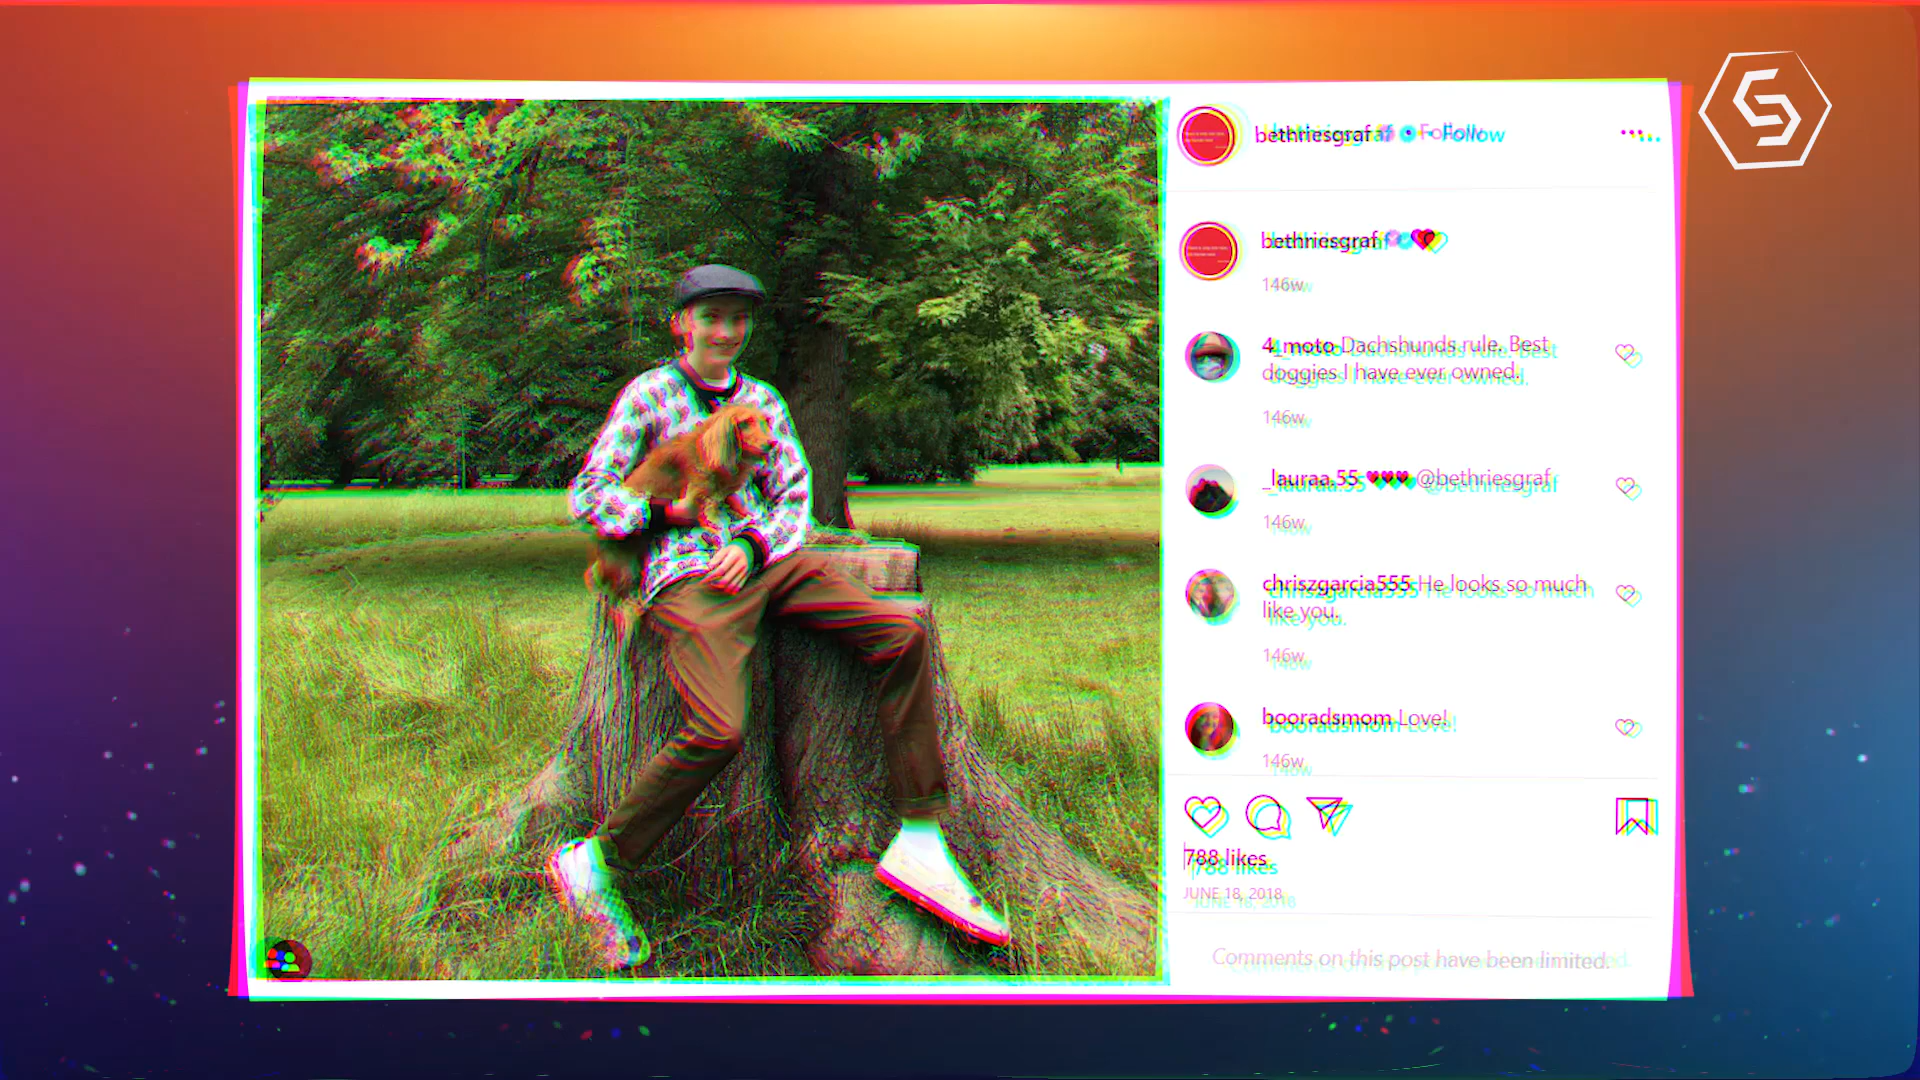 bethriesgraf • Follow
bethriesgraf
146w
4_moto Dachshunds rule. Best
doggies I have ever owned.
146w
_lauraa.55 @bethriesgraf
146w
chriszgarcia555 He looks so much
like you.
146w
booradsmom Love!
146w
788 likes
JUNE 18, 2018
Comments on this post have been limited.